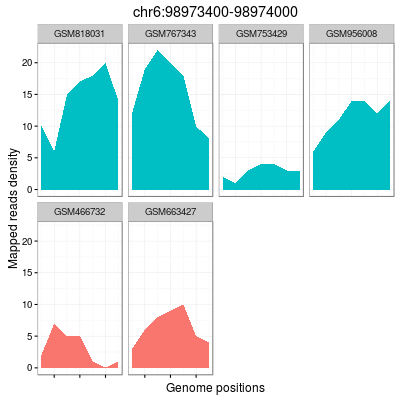 chr6:98973400-98974000
GSM818031 GSM767343 GSM753429 GSM956008
20
15
10
5
0
Mapped reads density
GSM466732 GSM663427
20
15
10
5
0
Genome positions